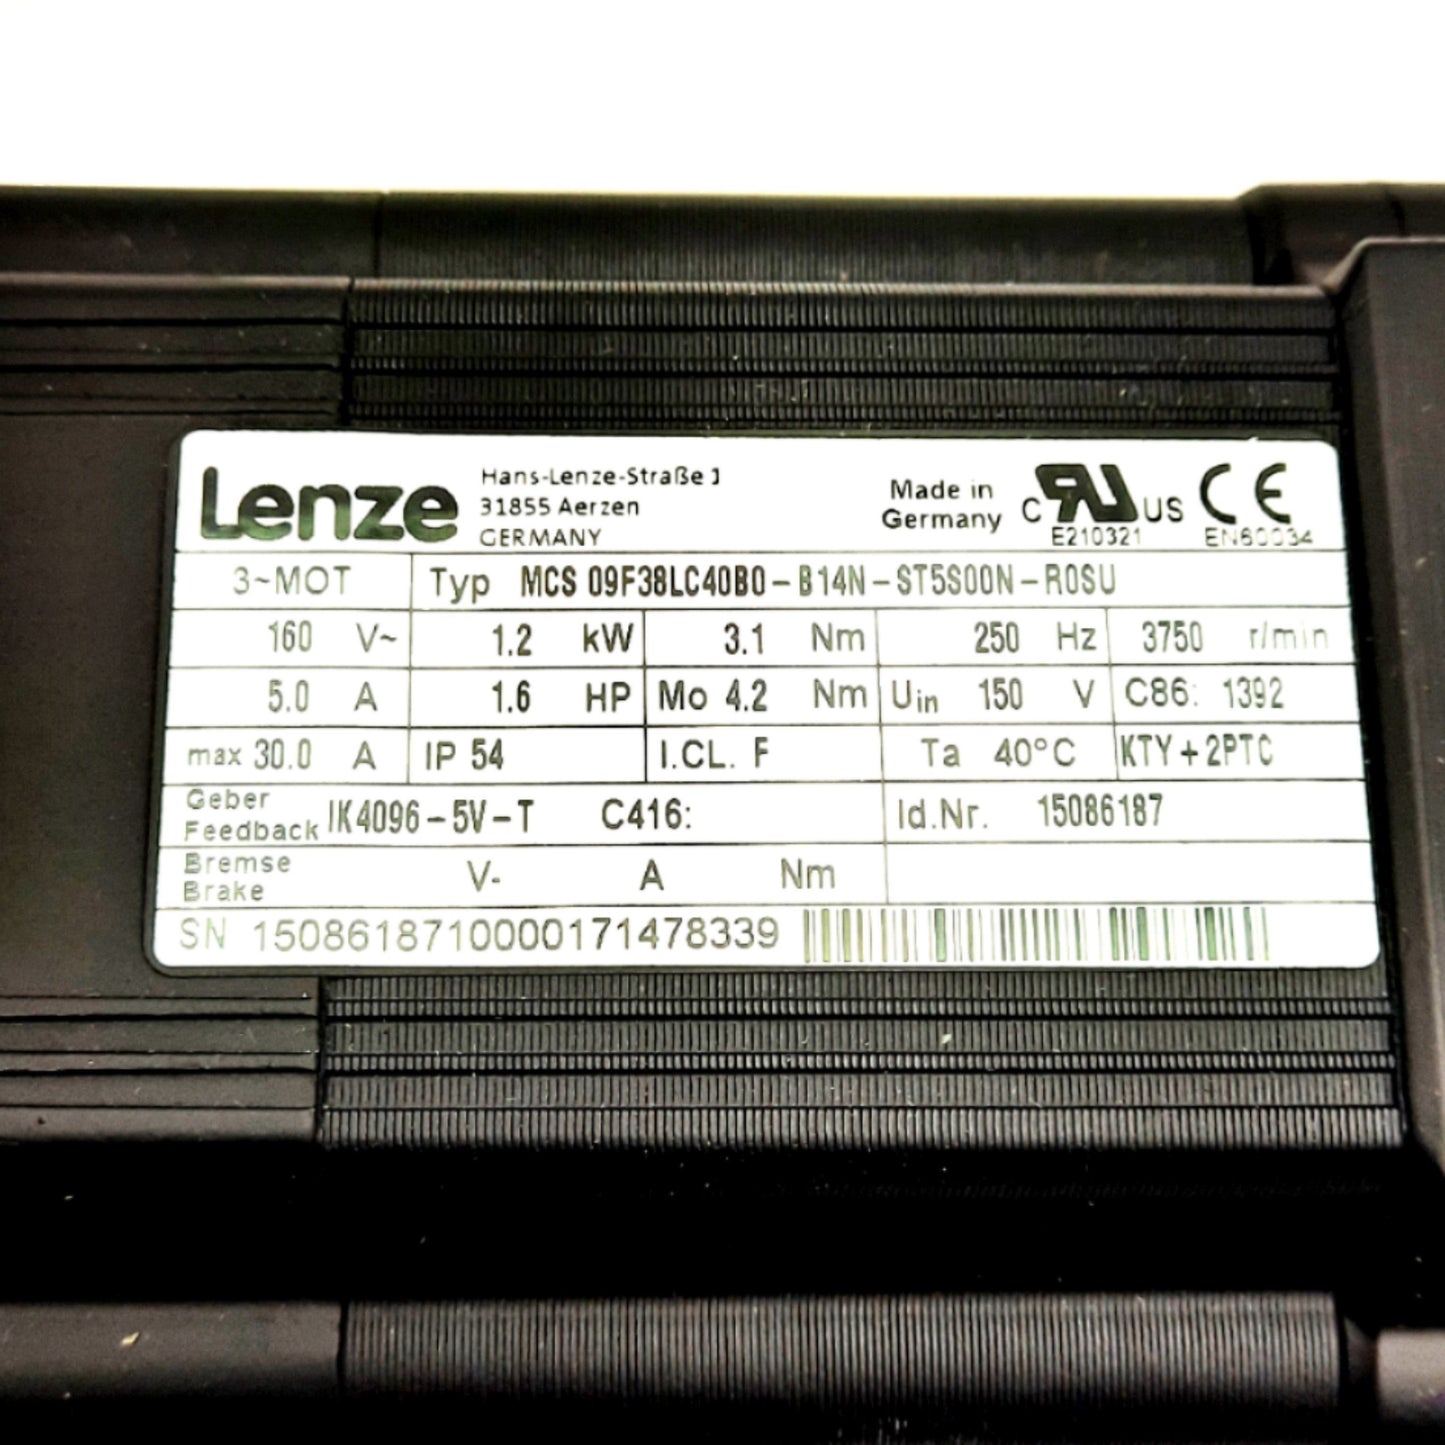 Lenze Hans-Lenze-Straße 1
31855 Aerzen
GERMANY
Made in
Germany
c RU US CE
E210321 EN60034
3~MOT Typ MCS 09F38LC40B0-B14N-ST5S00N-R0SU
160 V~ 1.2 kW 3.1 Nm 250 Hz 3750 r/min
5.0 A 1.6 HP Mo 4.2 Nm Uin 150 V C86: 1392
max 30.0 A IP 54 I.CL. F Ta 40°C KTY+2PTC
Geber
Feedback IK4096-5V-T C416: Id.Nr. 15086187
Bremse
Brake V- A Nm
SN 1508618710000171478339